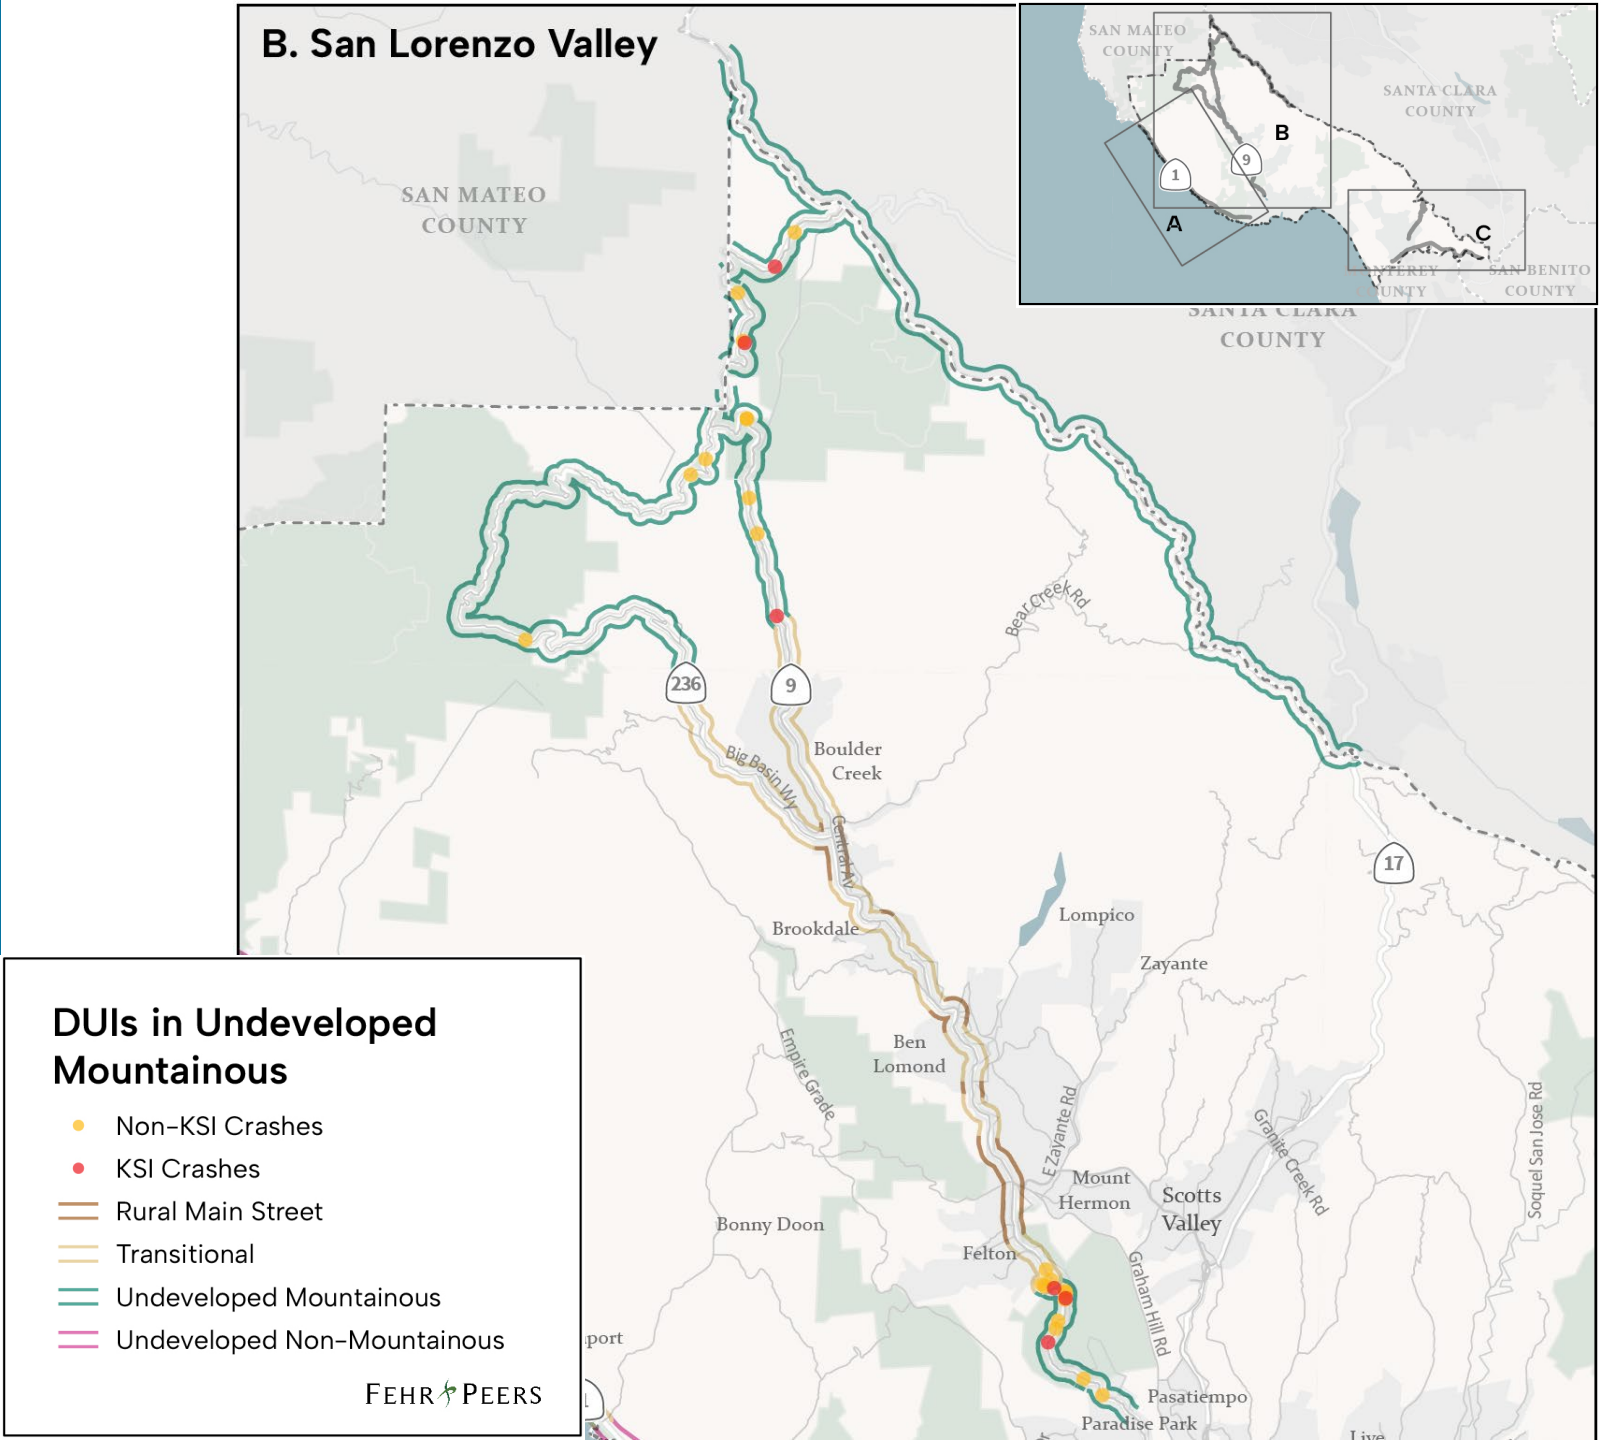 B. San Lorenzo Valley
SAN MATEO
COUNTY
SANTA CLARA
COUNTY
B
9
1
A
C
SAN BENITO
COUNTY
SAN MATEO
COUNTY
SANTA CLARA
COUNTY
Bear Creek Rd
236
9
Boulder
Creek
Big Basin Wy
Central Av
17
Lompico
Brookdale
Zayante
Ben
Lomond
Empire Grade
E Zayante Rd
Granite Creek Rd
Soquel San Jose Rd
Mount
Hermon
Scotts
Valley
Bonny Doon
Felton
Graham Hill Rd
Pasatiempo
Paradise Park
Live
DUIs in Undeveloped
Mountainous
Non-KSI Crashes
KSI Crashes
Rural Main Street
Transitional
Undeveloped Mountainous
Undeveloped Non-Mountainous
FEHR PEERS
port
1